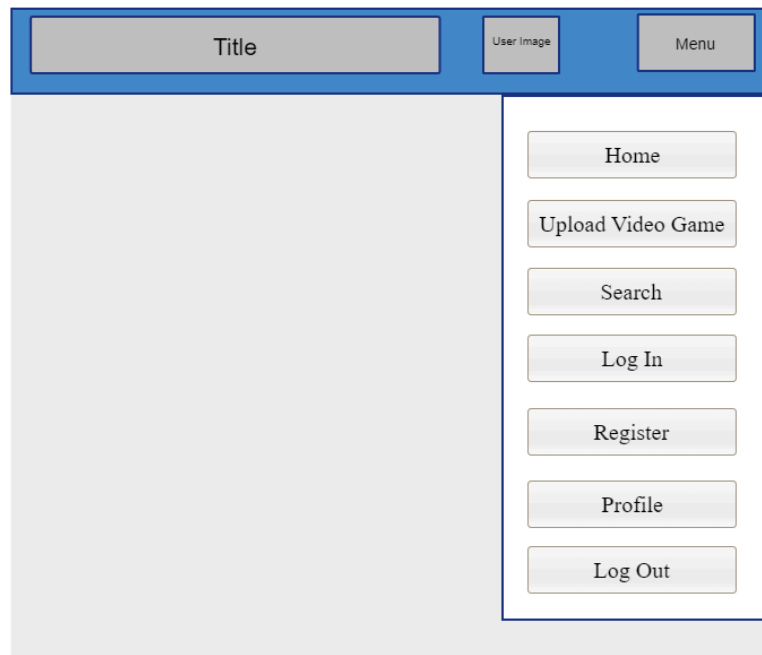 Title
User Image
Menu
Home
Upload Video Game
Search
Log In
Register
Profile
Log Out